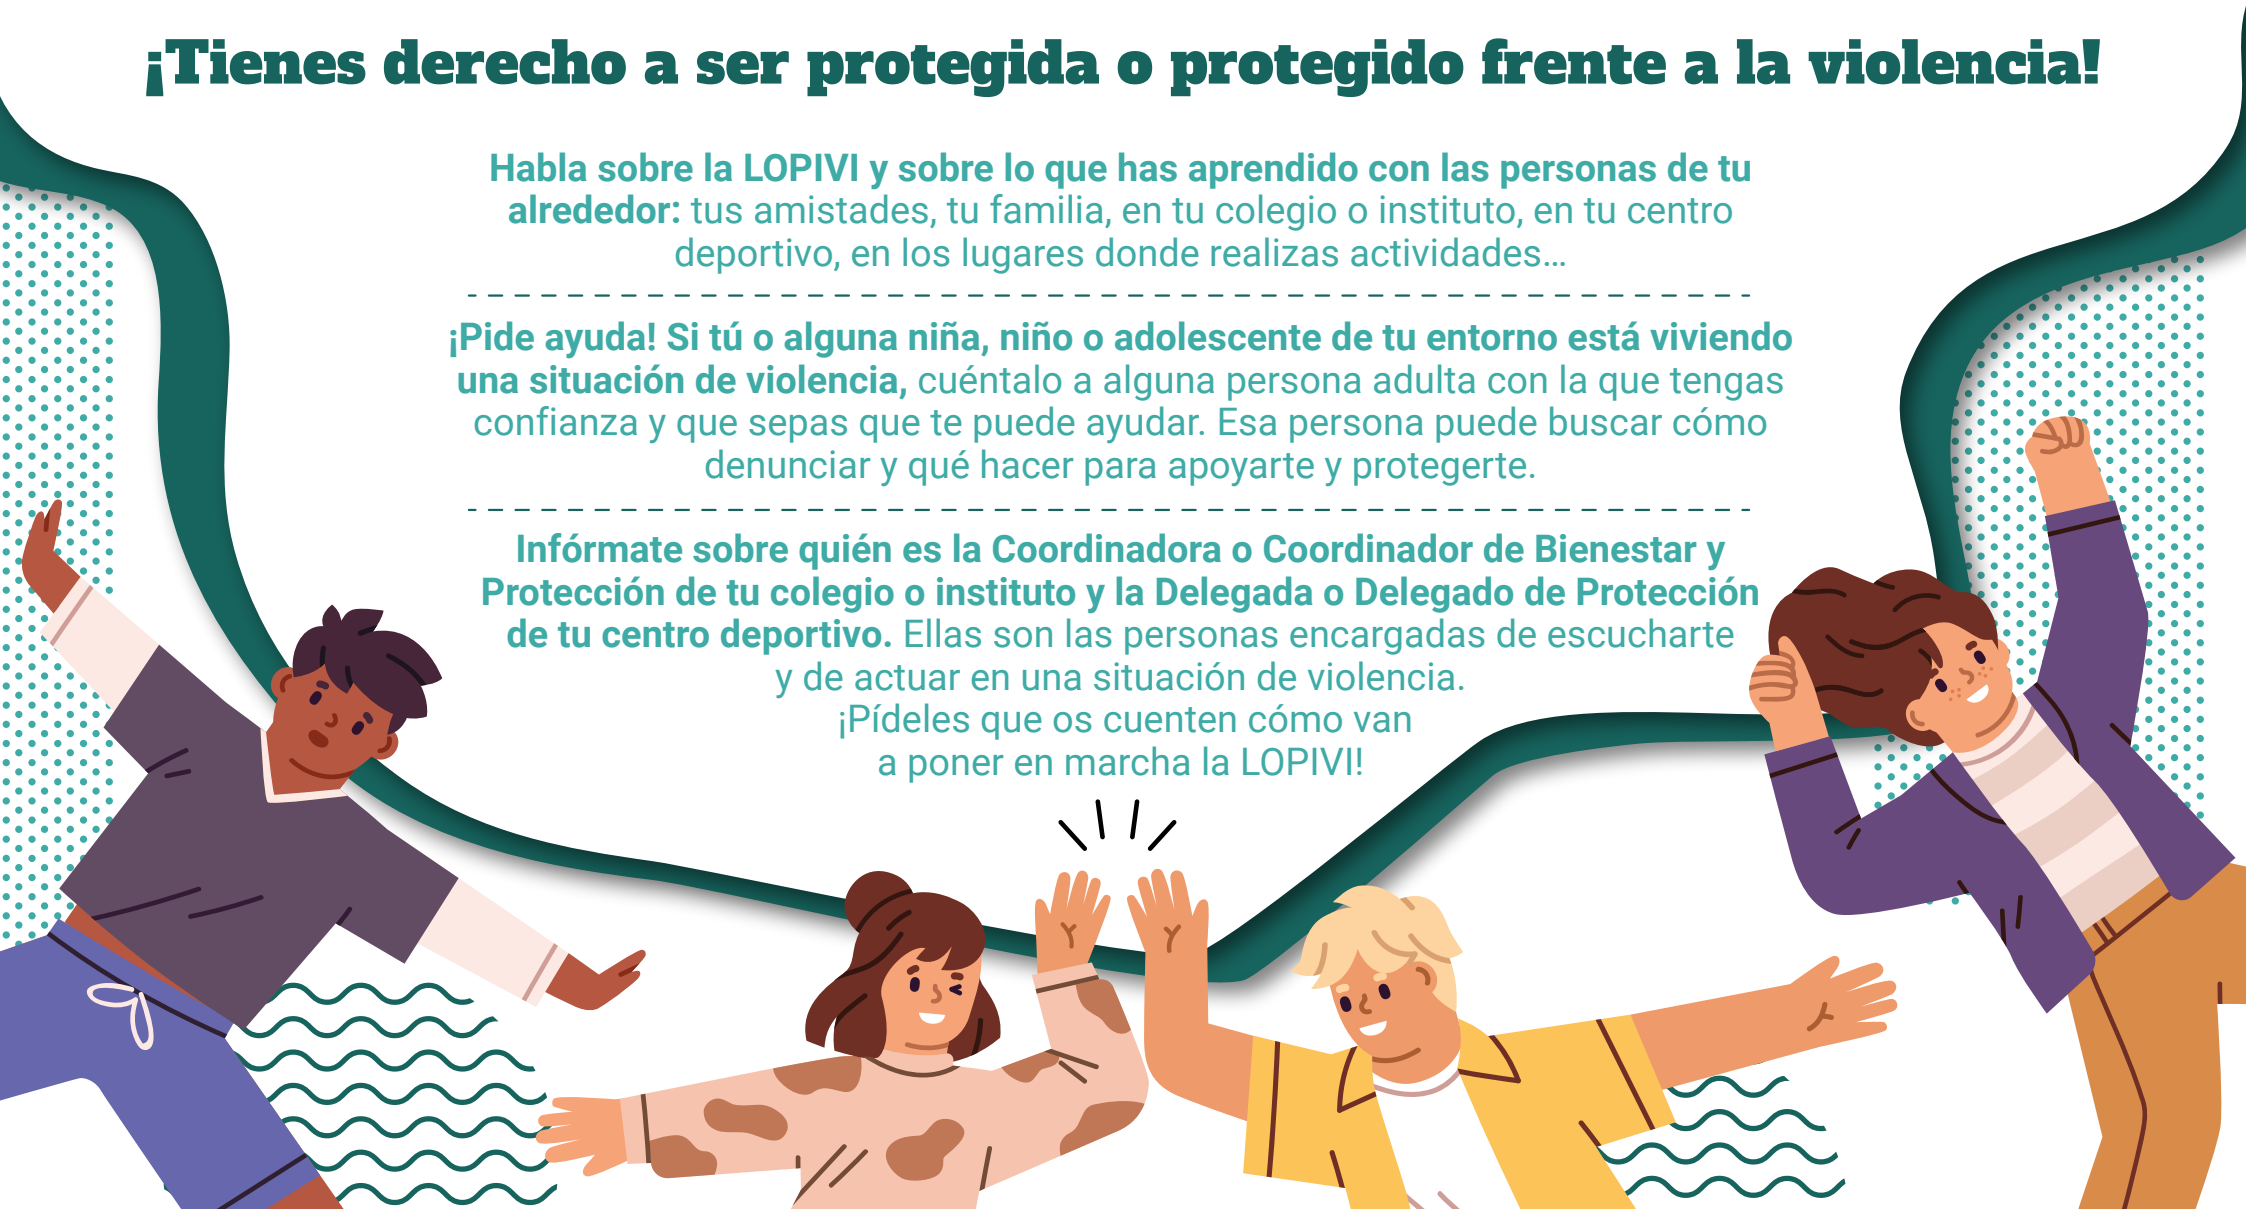 ¡Tienes derecho a ser protegida o protegido frente a la violencia!
Habla sobre la LOPIVI y sobre lo que has aprendido con las personas de tu
alrededor: tus amistades, tu familia, en tu colegio o instituto, en tu centro
deportivo, en los lugares donde realizas actividades...
¡Pide ayuda! Si tú o alguna niña, niño o adolescente de tu entorno está viviendo
una situación de violencia, cuéntalo a alguna persona adulta con la que tengas
confianza y que sepas que te puede ayudar. Esa persona puede buscar cómo
denunciar y qué hacer para apoyarte y protegerte.
Infórmate sobre quién es la Coordinadora o Coordinador de Bienestar y
Protección de tu colegio o instituto y la Delegada o Delegado de Protección
de tu centro deportivo. Ellas son las personas encargadas de escucharte
y de actuar en una situación de violencia.
¡Pídeles que os cuenten cómo van
a poner en marcha la LOPIVI!